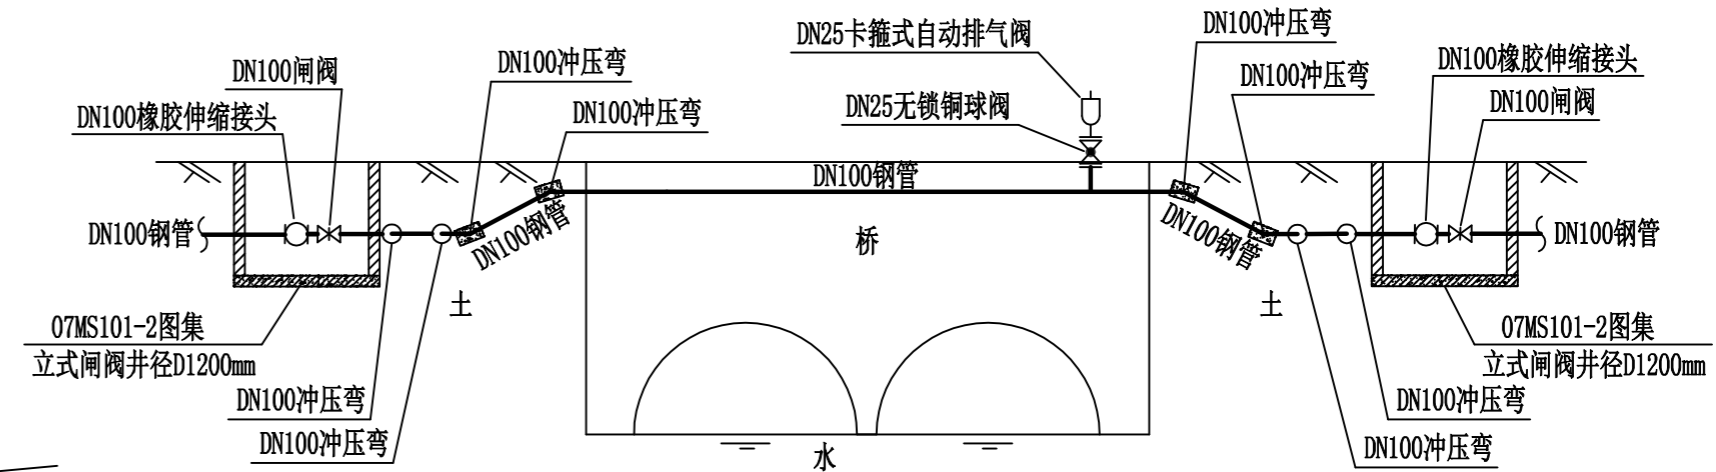 DN100冲压弯
DN25卡箍式自动排气阀
DN100冲压弯
DN100橡胶伸缩接头
DN100闸阀
DN100冲压弯
DN100闸阀
DN100冲压弯
DN25无锁铜球阀
DN100橡胶伸缩接头
DN100钢管
DN100钢管
DN100钢管
DN100钢管
桥
DN100钢管
土
土
07MS101-2图集
立式闸阀井径D1200mm
07MS101-2图集
立式闸阀井径D1200mm
DN100冲压弯
DN100冲压弯
DN100冲压弯
DN100冲压弯
水